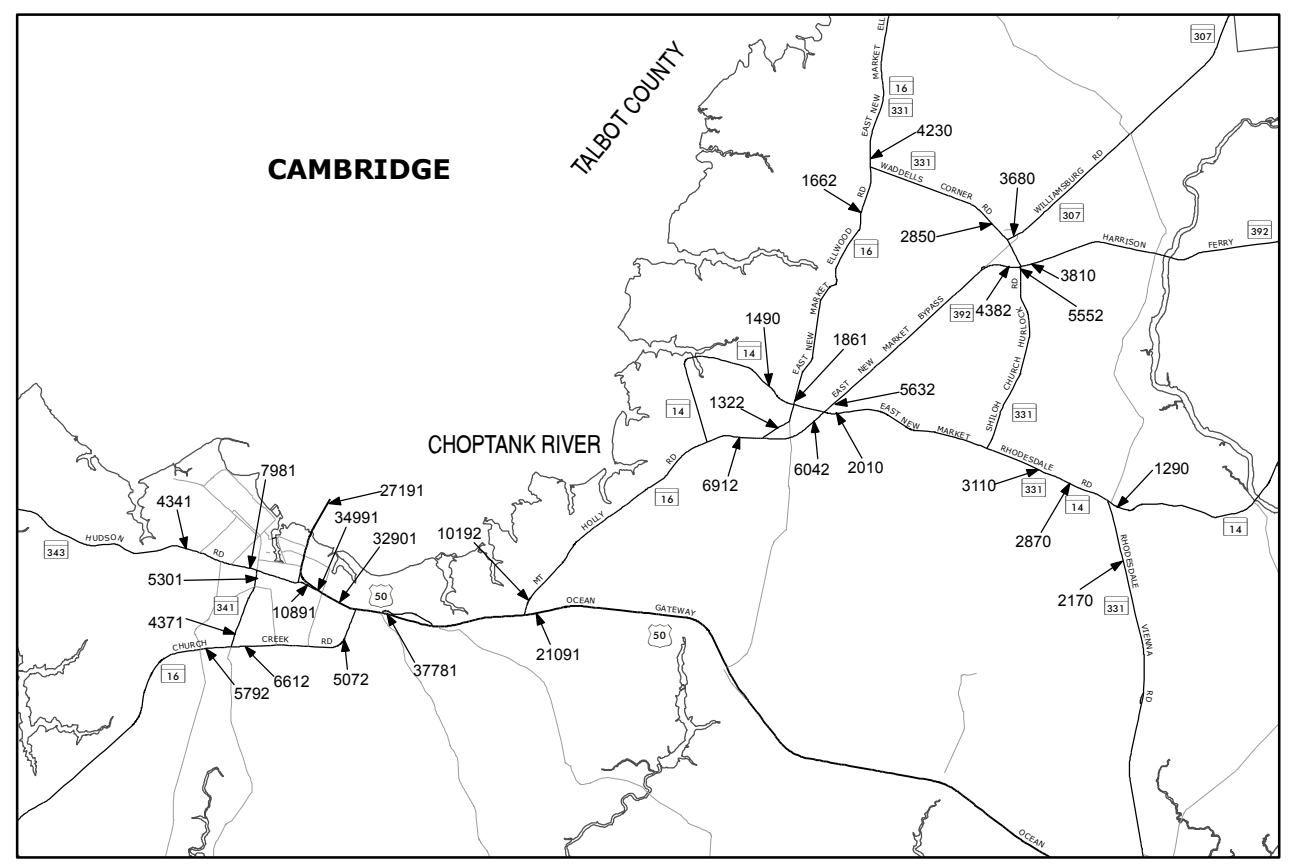 ELL
307
MARKET
TALBOT COUNTY
16
331
EAST NEW
4230
CAMBRIDGE
331
WADDELLS CORNER RD
WILLIAMSBURG RD
1662
RD
3680
307
2850
ELLWOOD
16
HARRISON FERRY
392
3810
4382
5552
RD
392
EAST NEW MARKET
EAST NEW MARKET BYPASS
SHILOH CHURCH HURLOCK
1490
1861
14
5632
1322
14
EAST NEW MARKET
331
CHOPTANK RIVER
RHODESDALE RD
6042
2010
6912
7981
1290
27191
3110
331
4341
16
14
14
34991
HOLLY RD
2870
HUDSON RD
343
10192
32901
5301
MT
RHODESDALE
50
341
10891
OCEAN GATEWAY
2170
331
4371
50
CHURCH CREEK RD
VIENNA
21091
16
6612
5072
37781
5792
RD
OCEAN